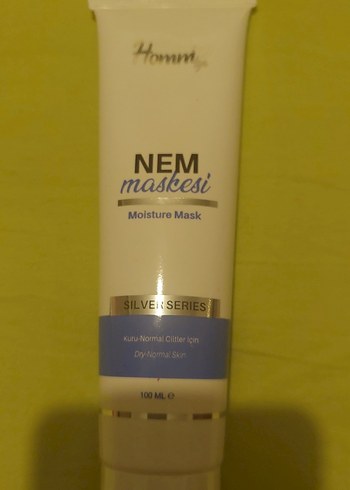 Homm
NEM
maskesi
Moisture Mask
SILVER SERIES
Kuru-Normal Ciltler İçin
Dry-Normal Skin
100 ML ℮